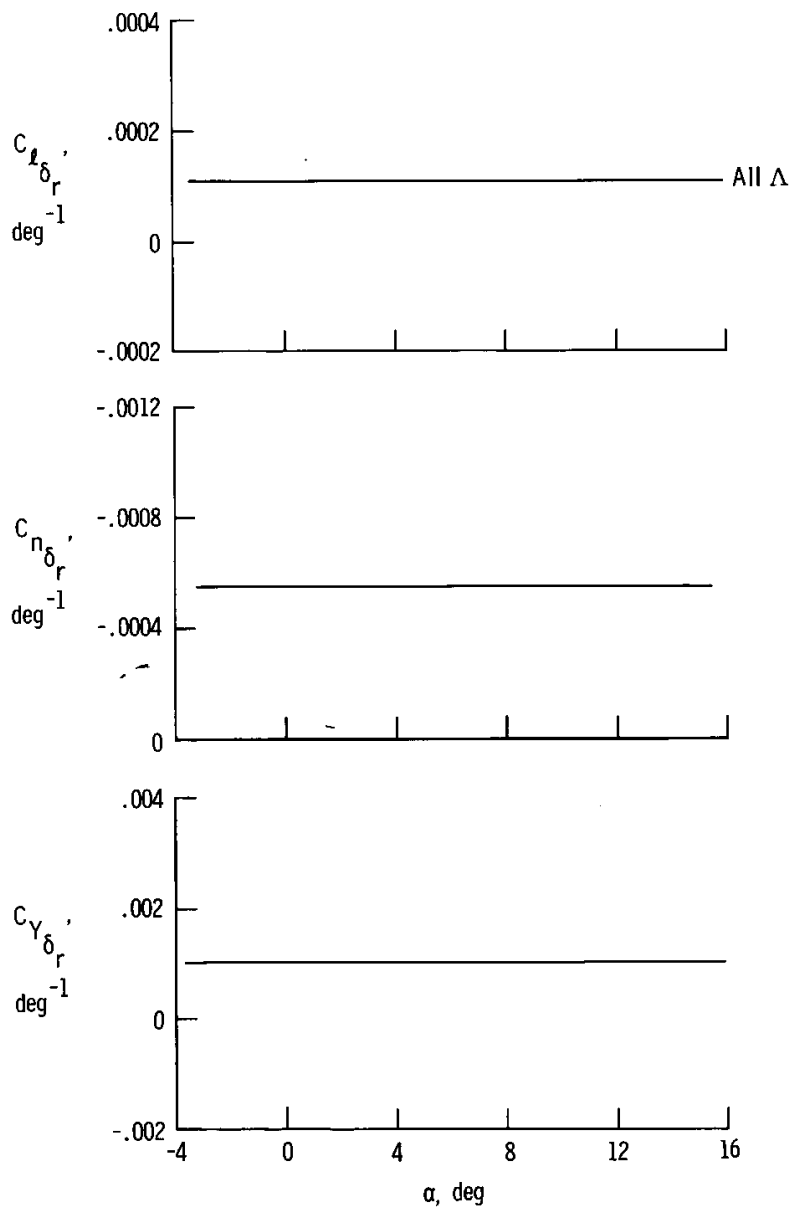 .0004
.0002
C ℓ δ r ,
deg -1
All Λ
0
-.0002
-.0012
-.0008
C n δ r ,
deg -1
-.0004
0
.004
.002
C Y δ r ,
deg -1
0
-.002
-4 0 4 8 12 16
α, deg